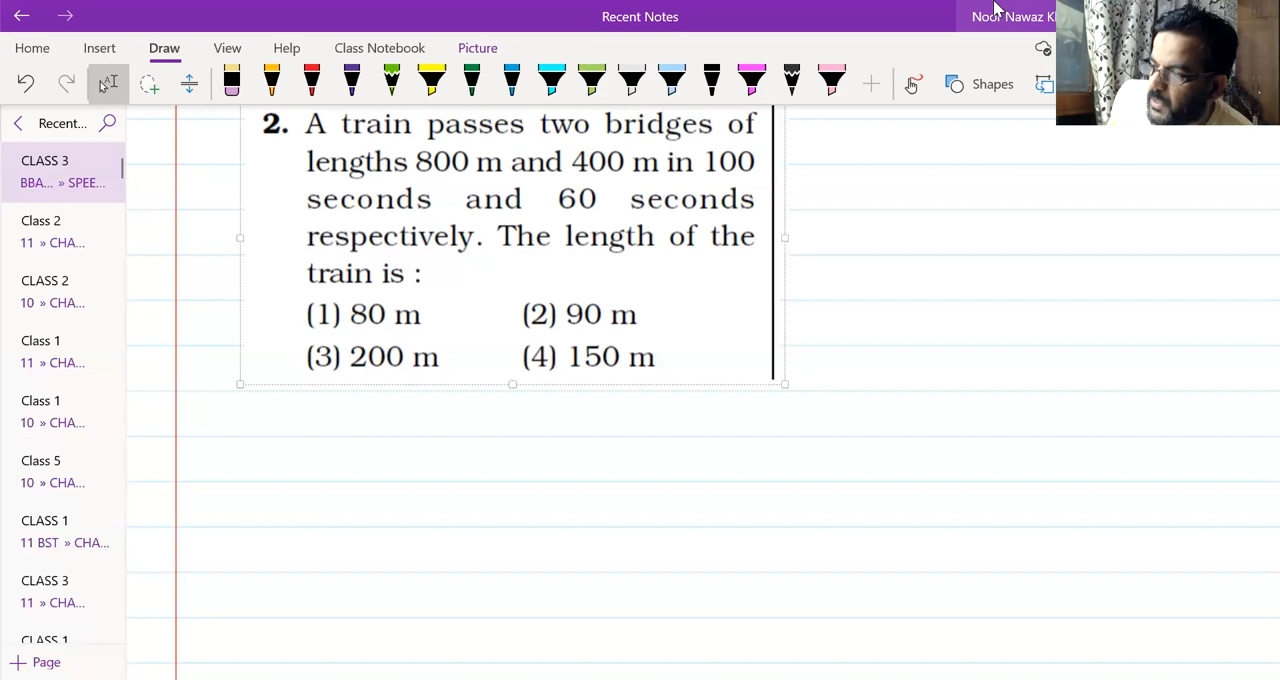 Recent Notes
Noor Nawaz Kl
Home Insert Draw View Help Class Notebook Picture
Shapes
Recent...
CLASS 3
BBA... » SPEE...
Class 2
11 » CHA...
CLASS 2
10 » CHA...
Class 1
11 » CHA...
Class 1
10 » CHA...
Class 5
10 » CHA...
CLASS 1
11 BST » CHA...
CLASS 3
11 » CHA...
CLASS 1
+ Page
2. A train passes two bridges of
lengths 800 m and 400 m in 100
seconds and 60 seconds
respectively. The length of the
train is :
(1) 80 m (2) 90 m
(3) 200 m (4) 150 m